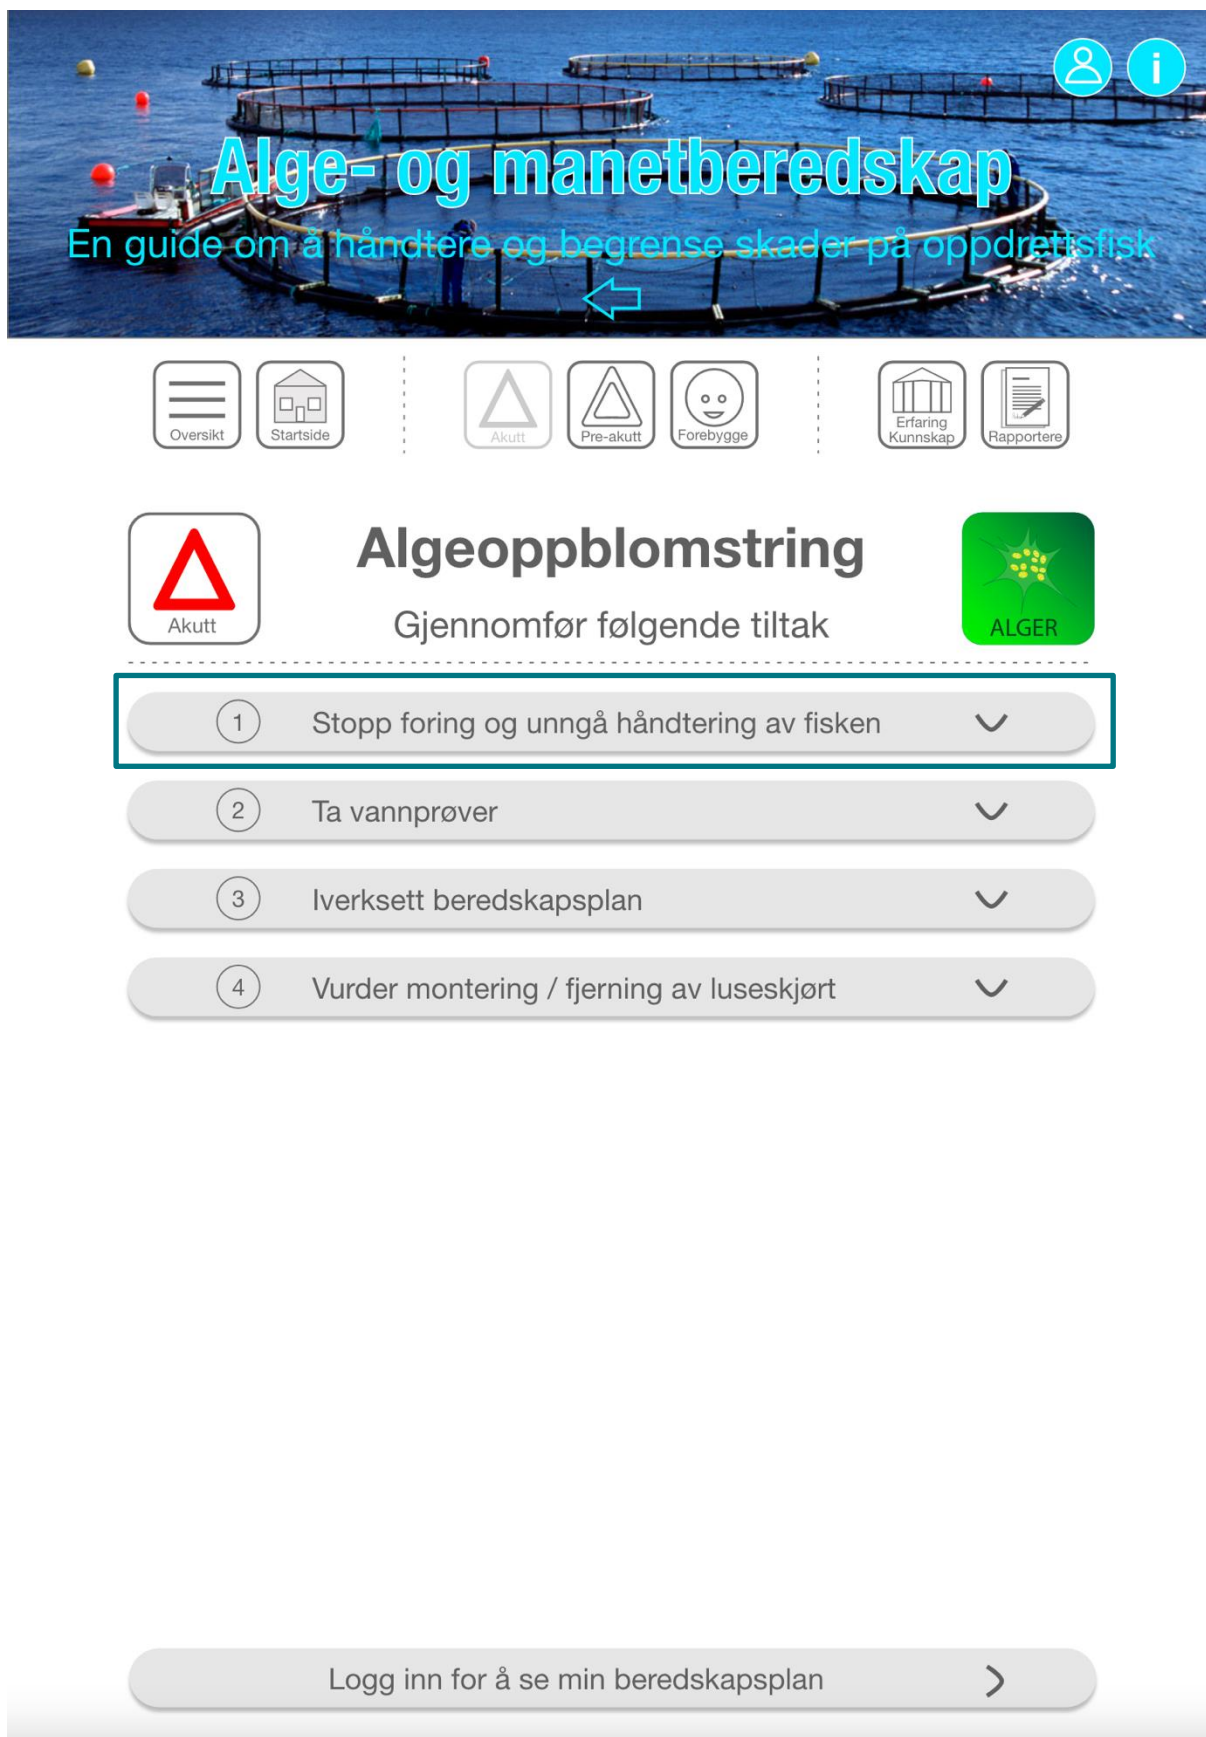 i
Alge- og manetberedskap
En guide om å håndtere og begrense skader på oppdrettsfisk
Oversikt
Startside
Akutt
Pre-akutt
Forebygge
Erfaring
Kunnskap
Rapportere
Akutt
Algeoppblomstring
Gjennomfør følgende tiltak
ALGER
1 Stopp foring og unngå håndtering av fisken
2 Ta vannprøver
3 Iverksett beredskapsplan
4 Vurder montering / fjerning av luseskjørt
Logg inn for å se min beredskapsplan